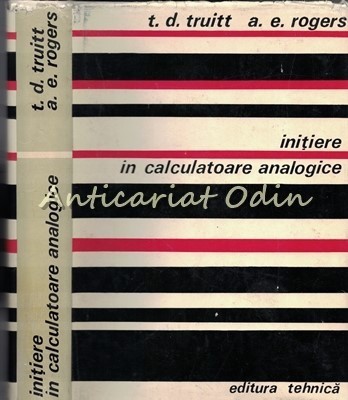 t. d. truitt a. e. rogers
inițiere
in calculatoare analogice
editura tehnică
t. d. truitt
a. e. rogers
inițiere
in calculatoare analogice
Anticariat Odin